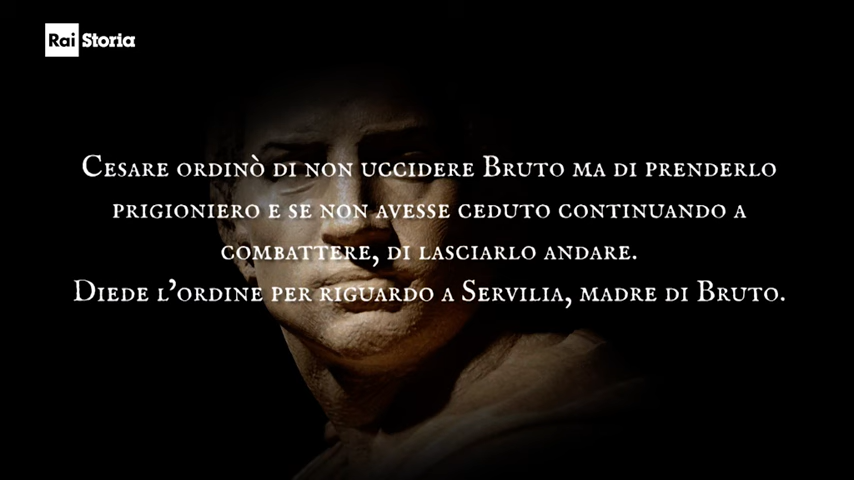 Rai Storia
Cesare ordinò di non uccidere Bruto ma di prenderlo
prigioniero e se non avesse ceduto continuando a
combattere, di lasciarlo andare.
Diede l'ordine per riguardo a Servilia, madre di Bruto.